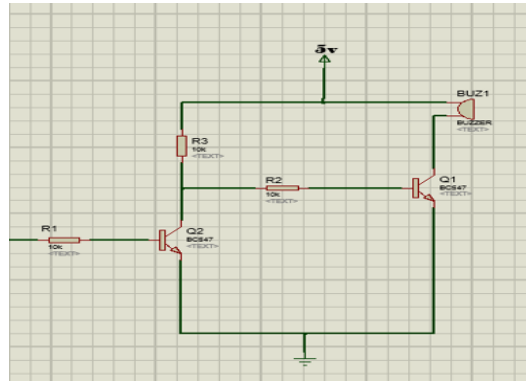 5v
BUZ1
BUZZER
<TEXT>
R3
10k
<TEXT>
R2
10k
<TEXT>
Q1
BC547
<TEXT>
R1
10k
<TEXT>
Q2
BC547
<TEXT>